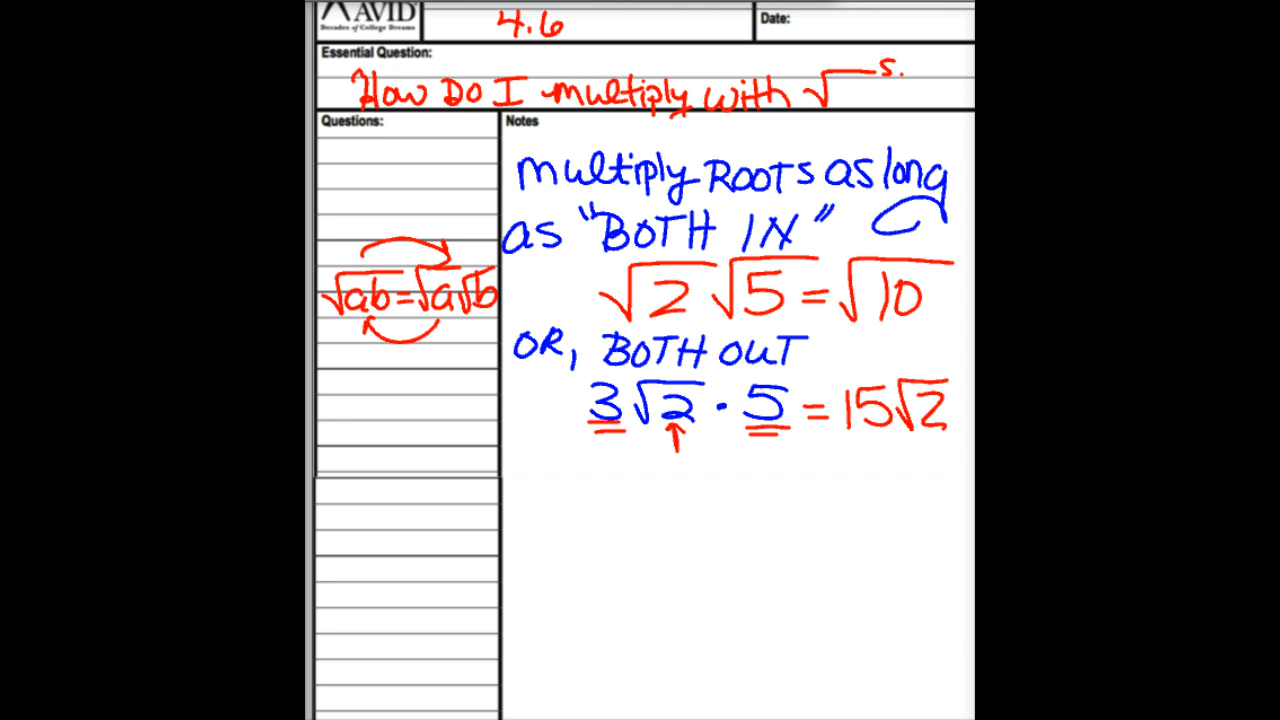 AVID
Decades of College Dreams
4.6
Date:
Essential Question:
How Do I multiply with √ s.
Questions:
Notes
multiply ROOTS as long
as "BOTH IN"
√ab = √a√b
√2 √5 = √10
OR, BOTH OUT
3√2 · 5 = 15√2